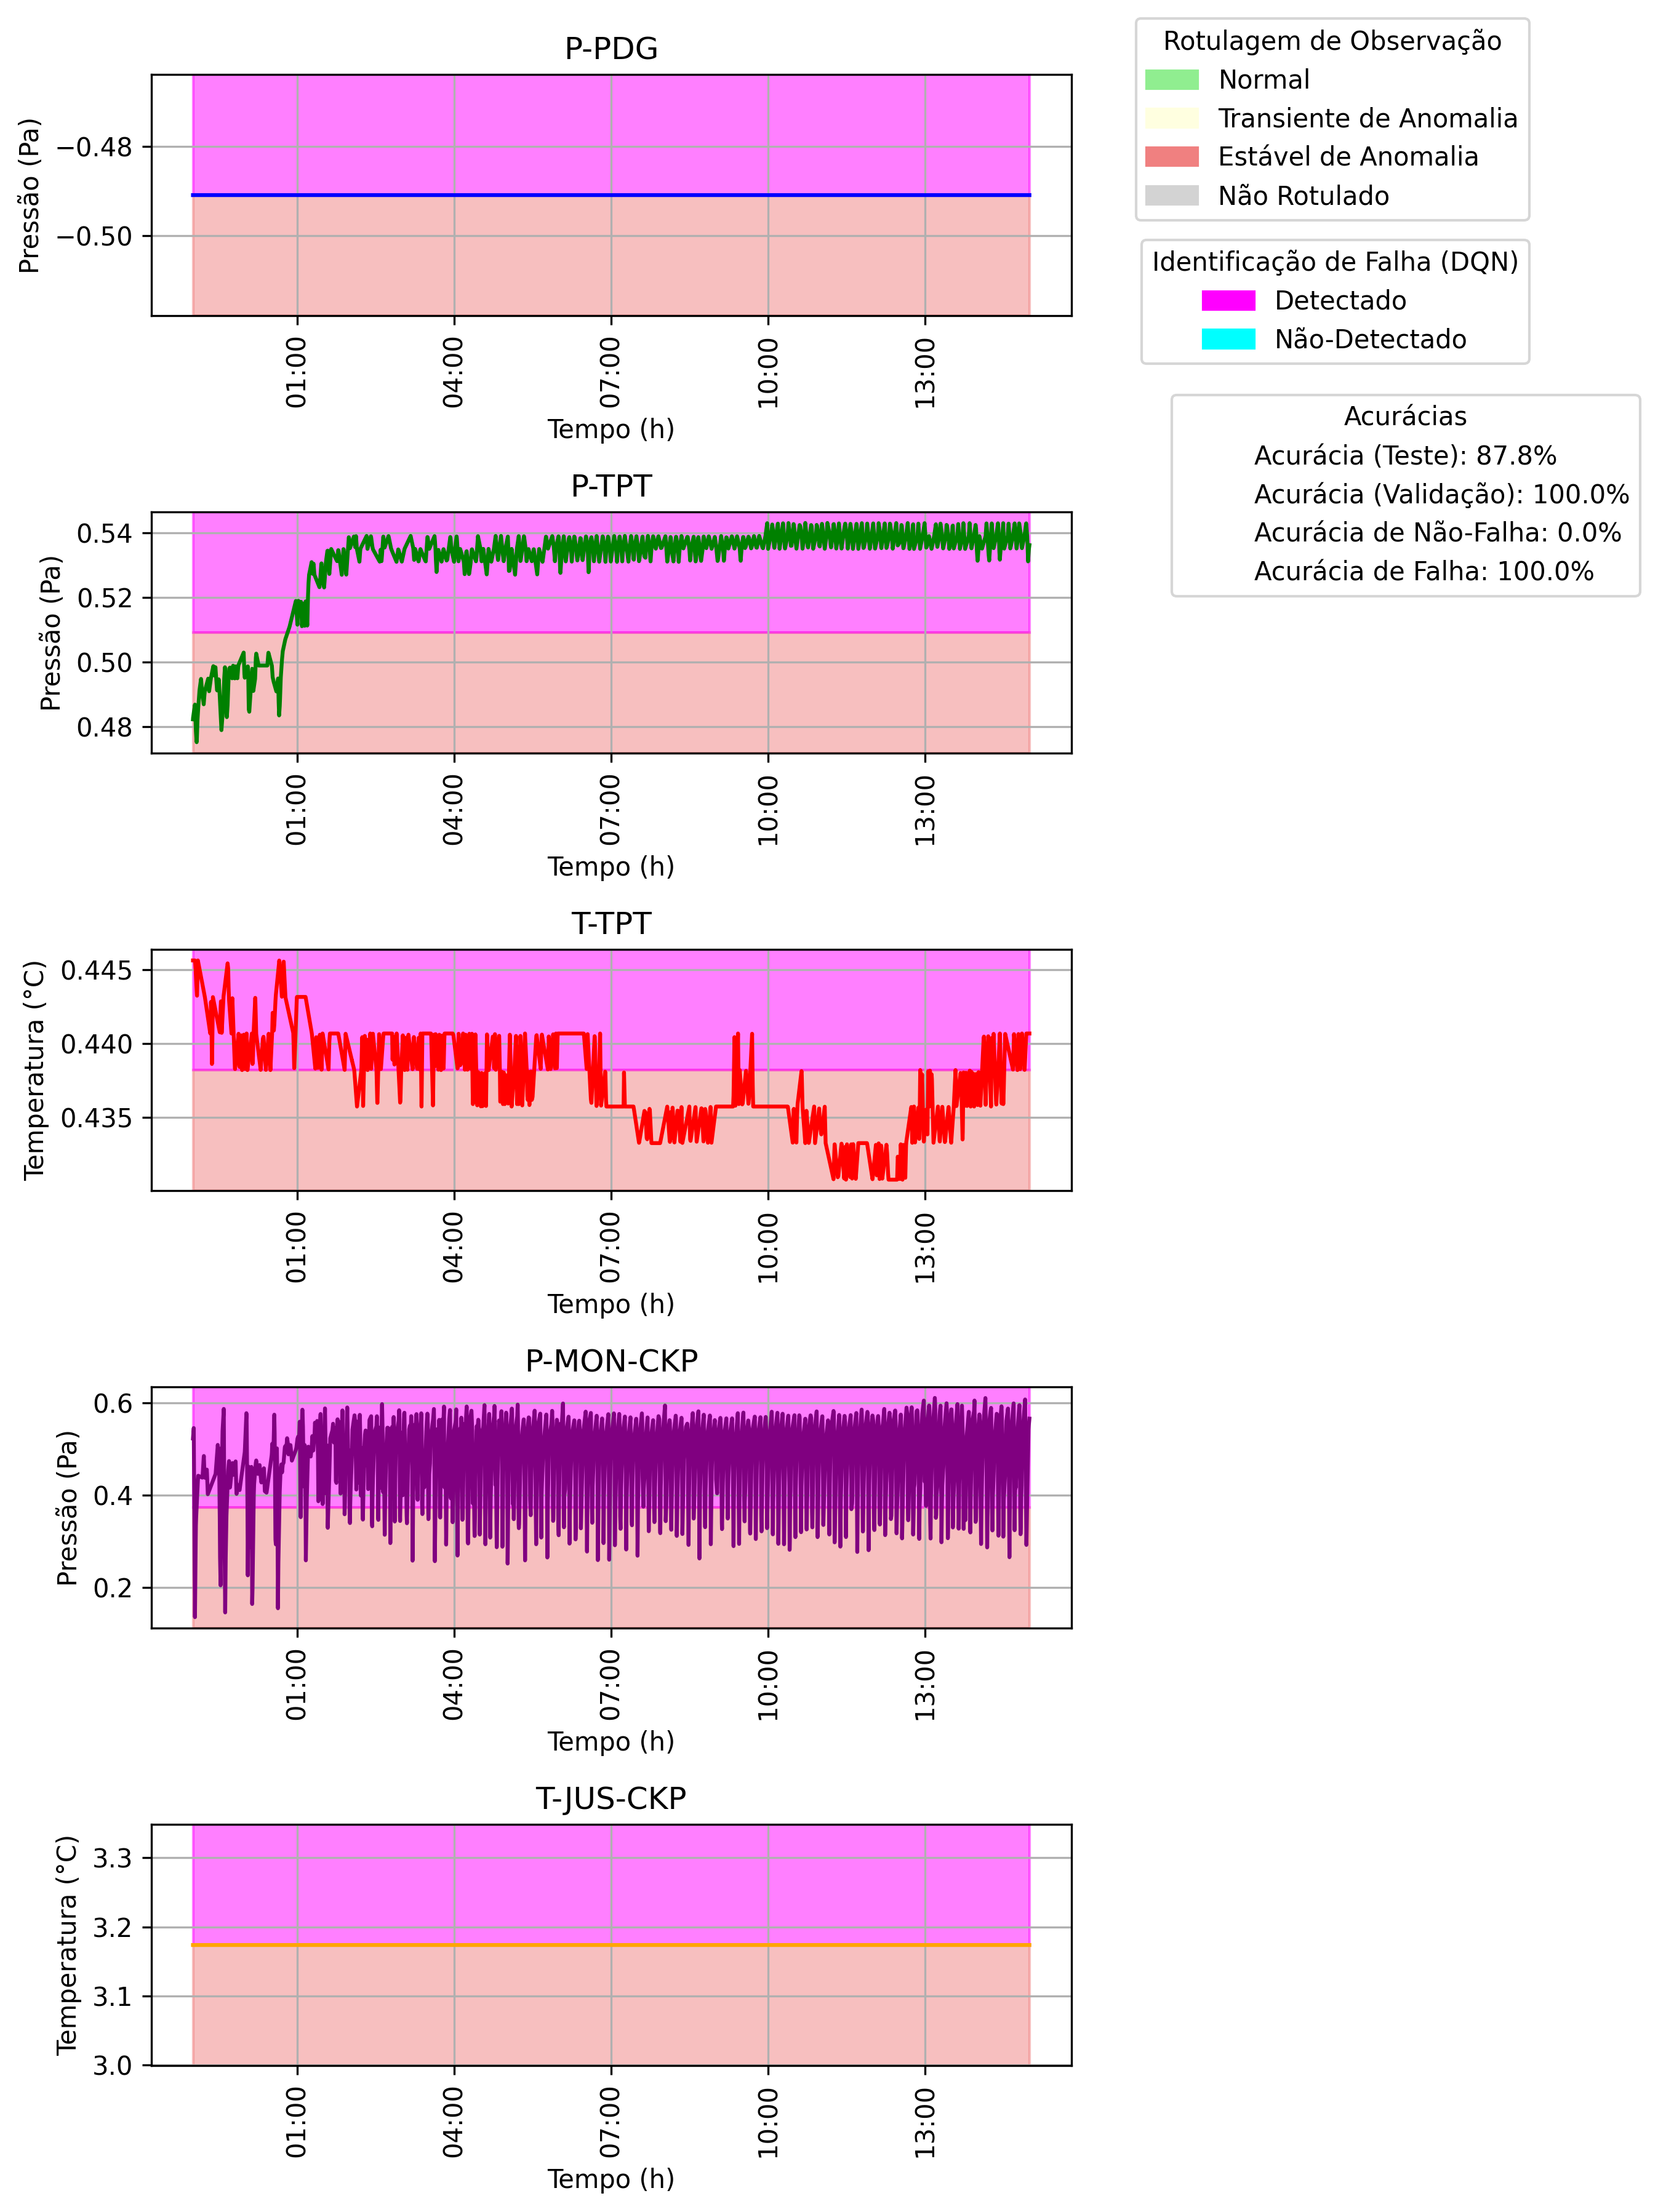 P-PDG
Pressão (Pa)
−0.48
−0.50
01:00
04:00
07:00
10:00
13:00
Tempo (h)
Rotulagem de Observação
Normal
Transiente de Anomalia
Estável de Anomalia
Não Rotulado
Identificação de Falha (DQN)
Detectado
Não-Detectado
Acurácias
Acurácia (Teste): 87.8%
Acurácia (Validação): 100.0%
Acurácia de Não-Falha: 0.0%
Acurácia de Falha: 100.0%
P-TPT
Pressão (Pa)
0.54
0.52
0.50
0.48
01:00
04:00
07:00
10:00
13:00
Tempo (h)
T-TPT
Temperatura (°C)
0.445
0.440
0.435
01:00
04:00
07:00
10:00
13:00
Tempo (h)
P-MON-CKP
Pressão (Pa)
0.6
0.4
0.2
01:00
04:00
07:00
10:00
13:00
Tempo (h)
T-JUS-CKP
Temperatura (°C)
3.3
3.2
3.1
3.0
01:00
04:00
07:00
10:00
13:00
Tempo (h)